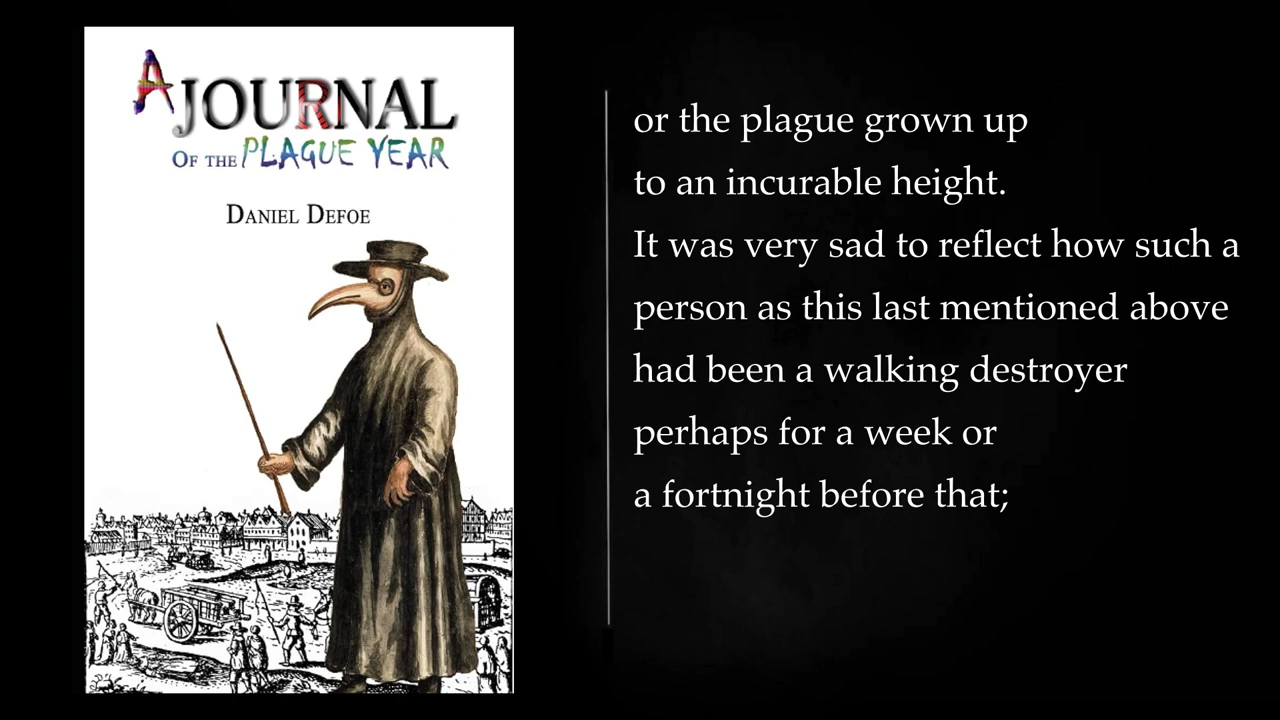 A JOURNAL
OF THE PLAGUE YEAR
DANIEL DEFOE
or the plague grown up
to an incurable height.
It was very sad to reflect how such a
person as this last mentioned above
had been a walking destroyer
perhaps for a week or
a fortnight before that;